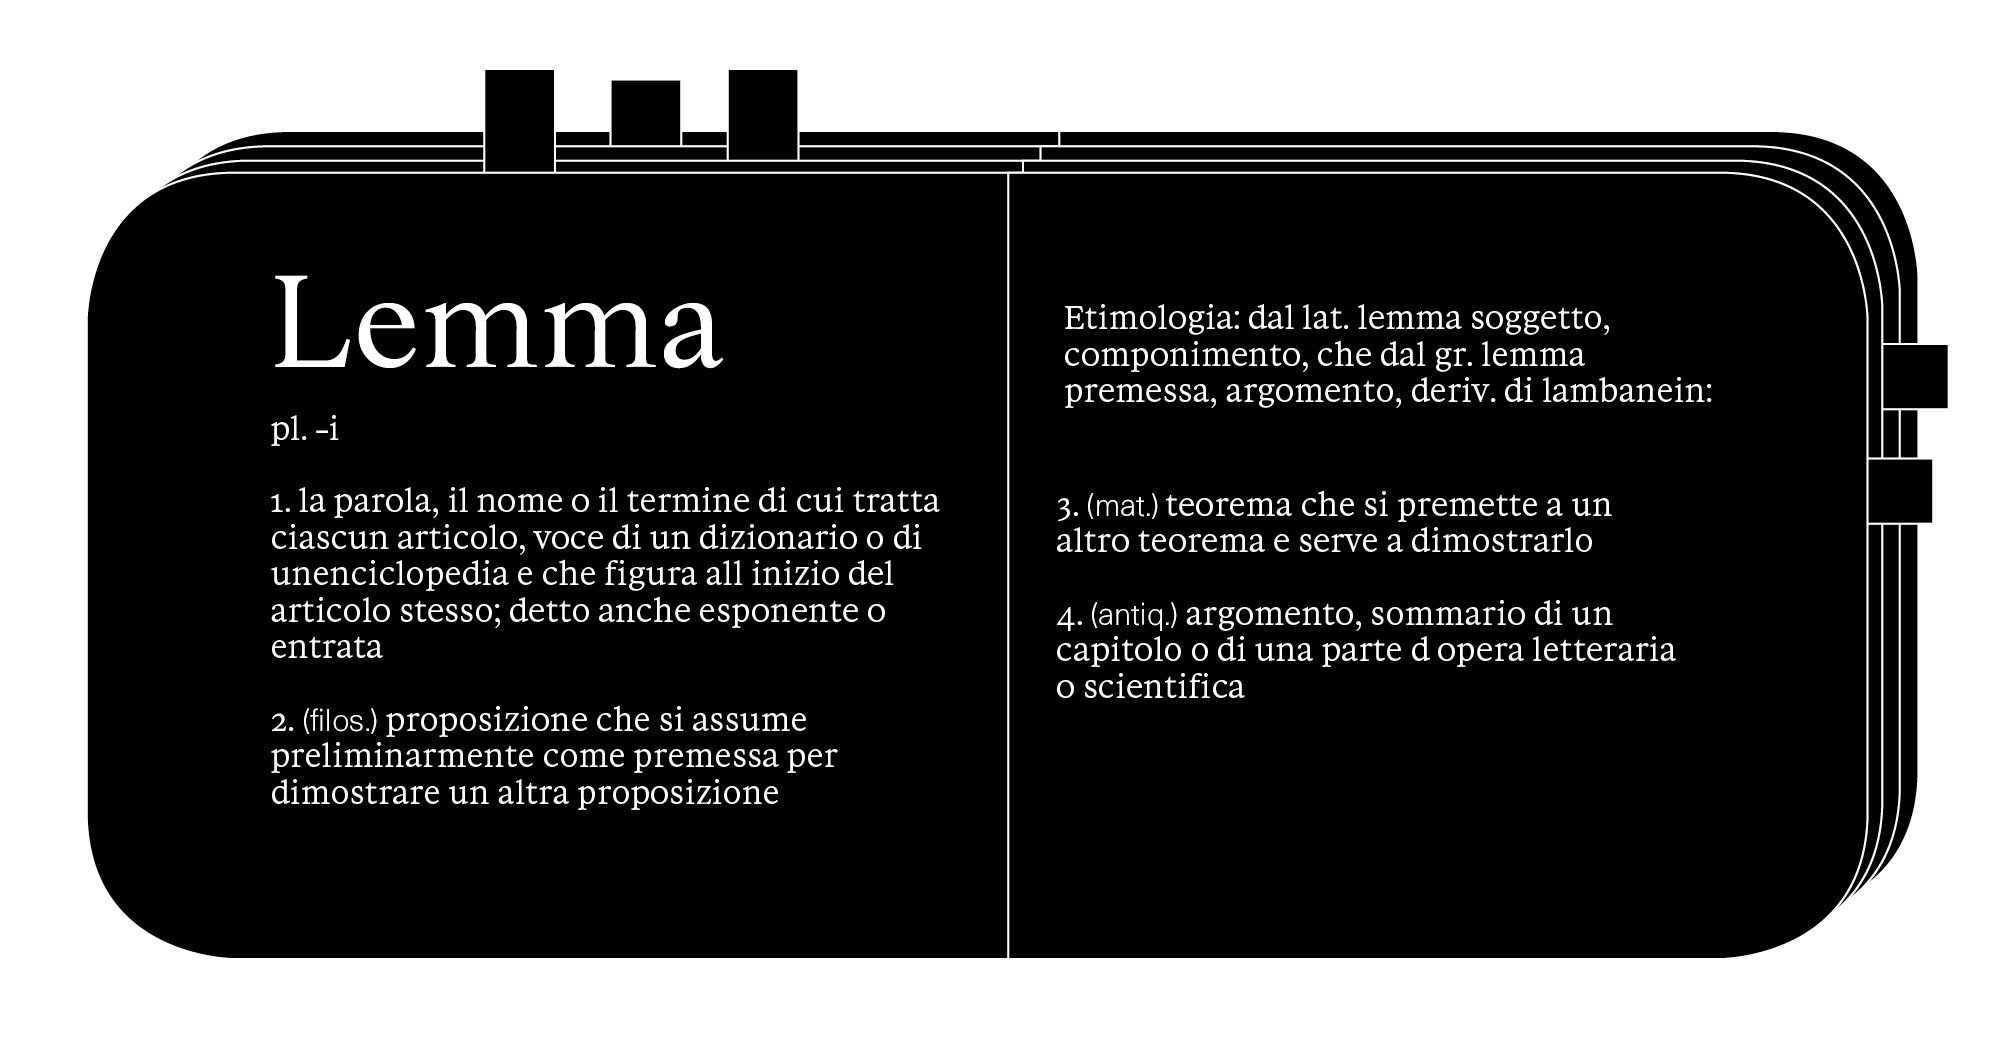 Lemma
pl. –i
1. la parola, il nome o il termine di cui tratta
ciascun articolo, voce di un dizionario o di
unenciclopedia e che figura all inizio del
articolo stesso; detto anche esponente o
entrata
2. (filos.) proposizione che si assume
preliminarmente come premessa per
dimostrare un altra proposizione
Etimologia: dal lat. lemma soggetto,
componimento, che dal gr. lemma
premessa, argomento, deriv. di lambanein:
3. (mat.) teorema che si premette a un
altro teorema e serve a dimostrarlo
4. (antiq.) argomento, sommario di un
capitolo o di una parte d opera letteraria
o scientifica